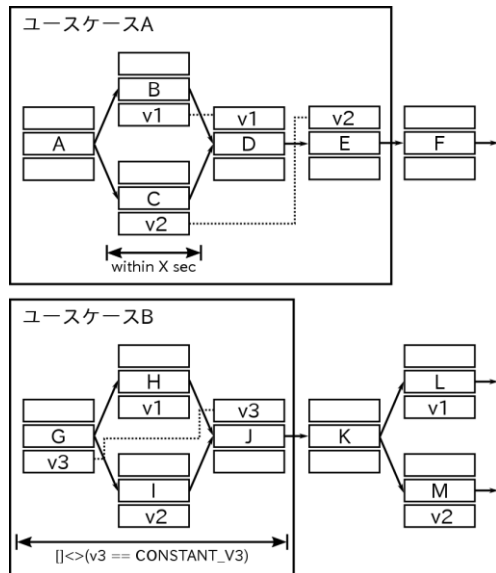 ユースケースA
B
v1
v1
v2
A
D
E
F
C
v2
within X sec
ユースケースB
H
L
v1
v3
v1
G
J
K
v3
I
M
v2
v2
[]<>(v3 == CONSTANT_V3)